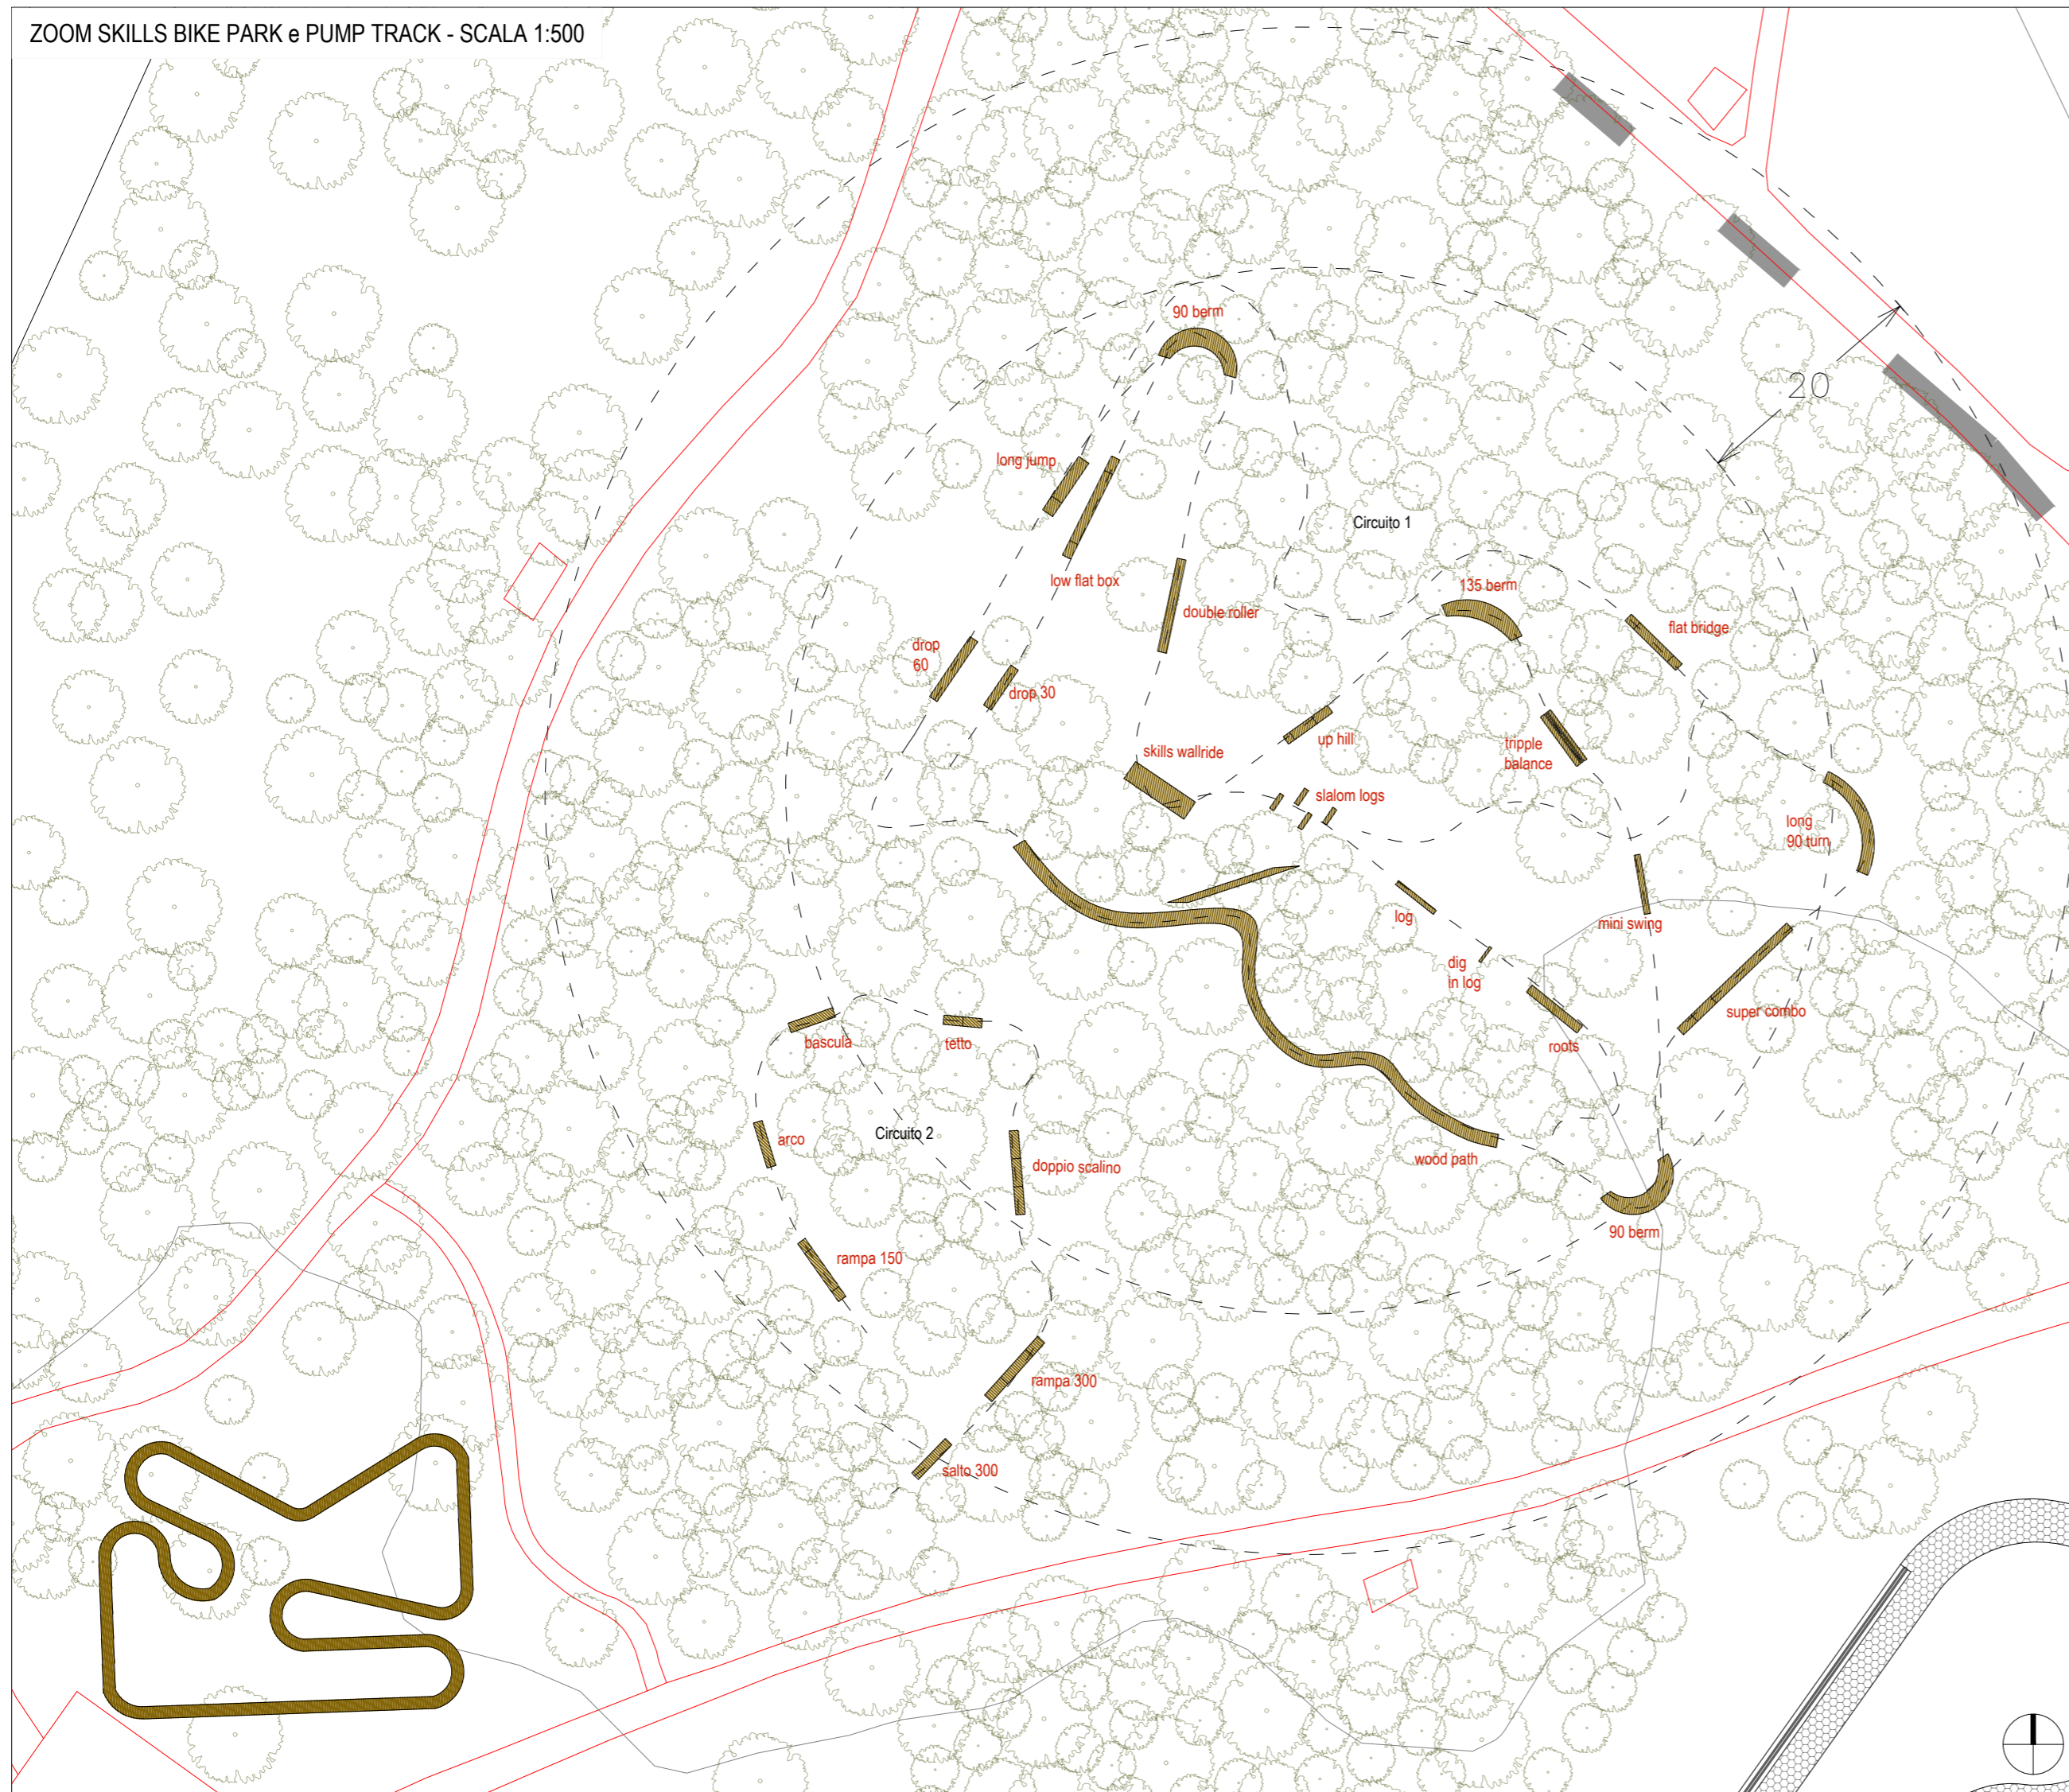 ZOOM SKILLS BIKE PARK e PUMP TRACK - SCALA 1:500
90 berm
20
long jump
Circuito 1
low flat box
135 berm
double roller
flat bridge
drop
60
drop 30
up hill
tripple
balance
skills wallride
slalom logs
long
90 turn
log
mini swing
dig
in log
super combo
roots
bascula
tetto
arco
Circuito 2
doppio scalino
wood path
90 berm
rampa 150
rampa 300
salto 300